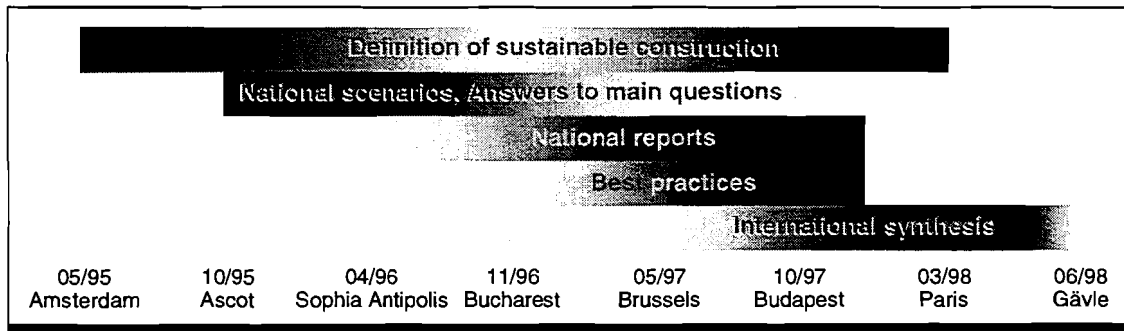 Definition of sustainable construction
National scenarios, Answers to main questions
National reports
Best practices
International synthesis
05/95 10/95 04/96 11/96 05/97 10/97 03/98 06/98
Amsterdam Ascot Sophia Antipolis Bucharest Brussels Budapest Paris Gävle